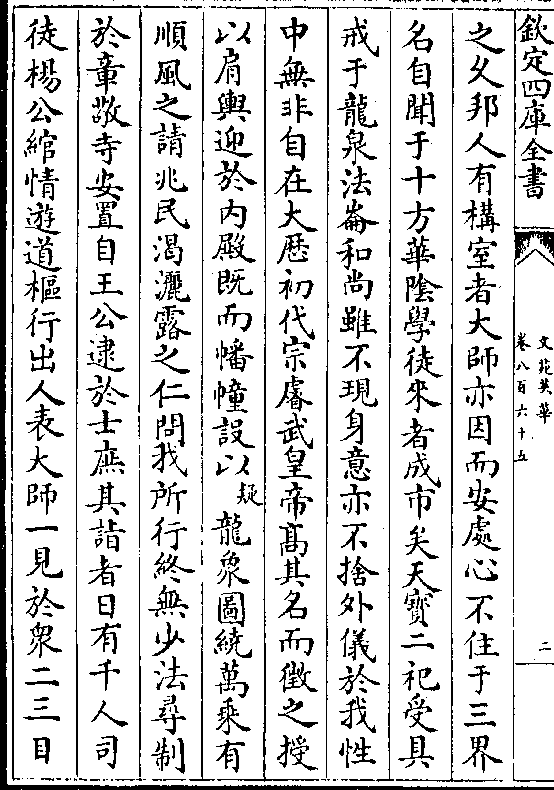 欽定四庫全書
文苑英華
卷八百六十五
二
之乆邦人有構室者大師亦因而安處心不住于三界
名自聞于十方華陰學徒來者成市矣天寳二祀受具
戒于龍泉法崙和尚雖不現身意亦不捨外儀於我性
中無非自在大厯初代宗睿武皇帝髙其名而徴之授
以肩輿迎於内殿既而幡幢設以疑龍衆圖繞萬乘有
順風之請兆民渴灑露之仁問我所行終無少法尋制
於章敬寺安置自王公逮於士庶其詣者日有千人司
徒楊公綰情遊道樞行出人表大師一見於衆二三目